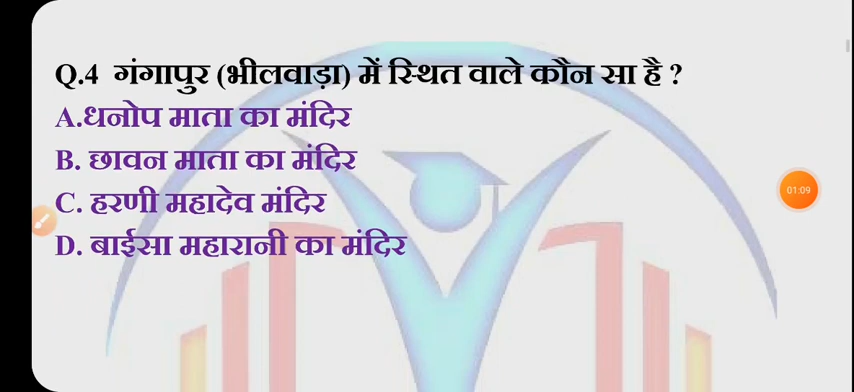 Q.4 गंगापुर (भीलवाड़ा) में स्थित वाले कौन सा है ?
A.धनोप माता का मंदिर
B. छावन माता का मंदिर
C. हरणी महादेव मंदिर
D. बाईसा महारानी का मंदिर
01:09